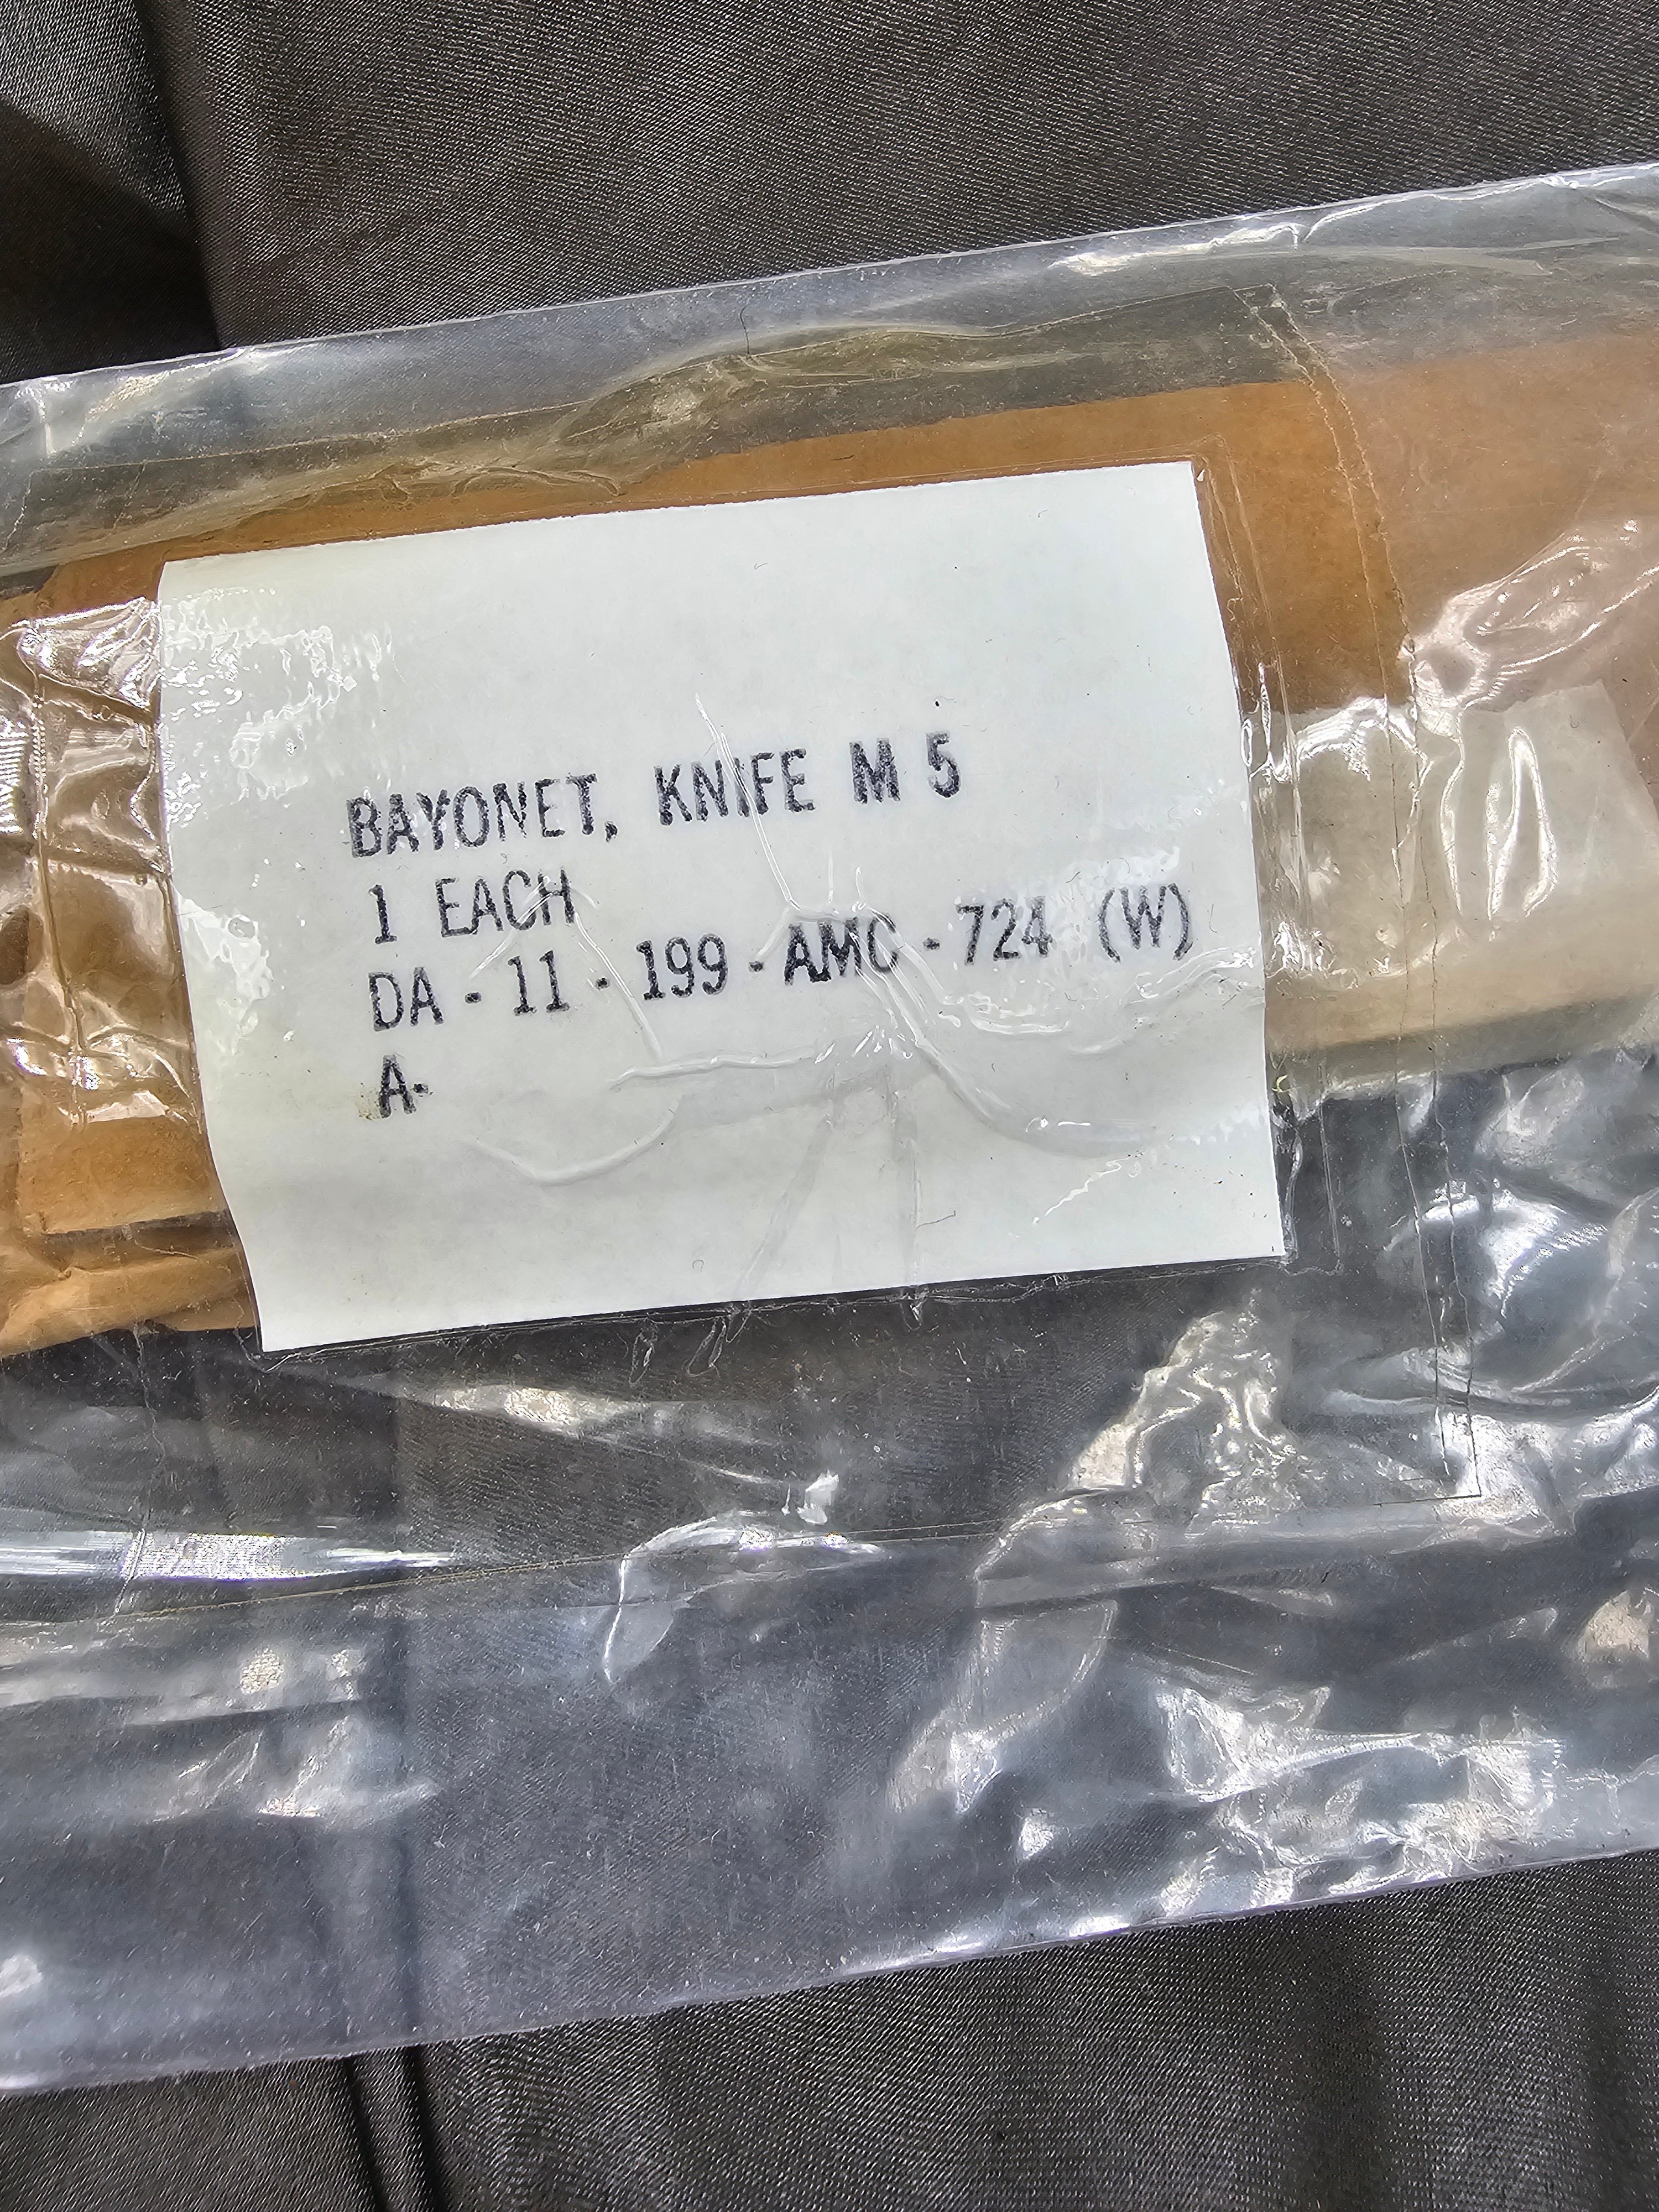 BAYONET, KNIFE M 5
1 EACH
DA - 11 - 199 - AMC - 724 (W)
A-